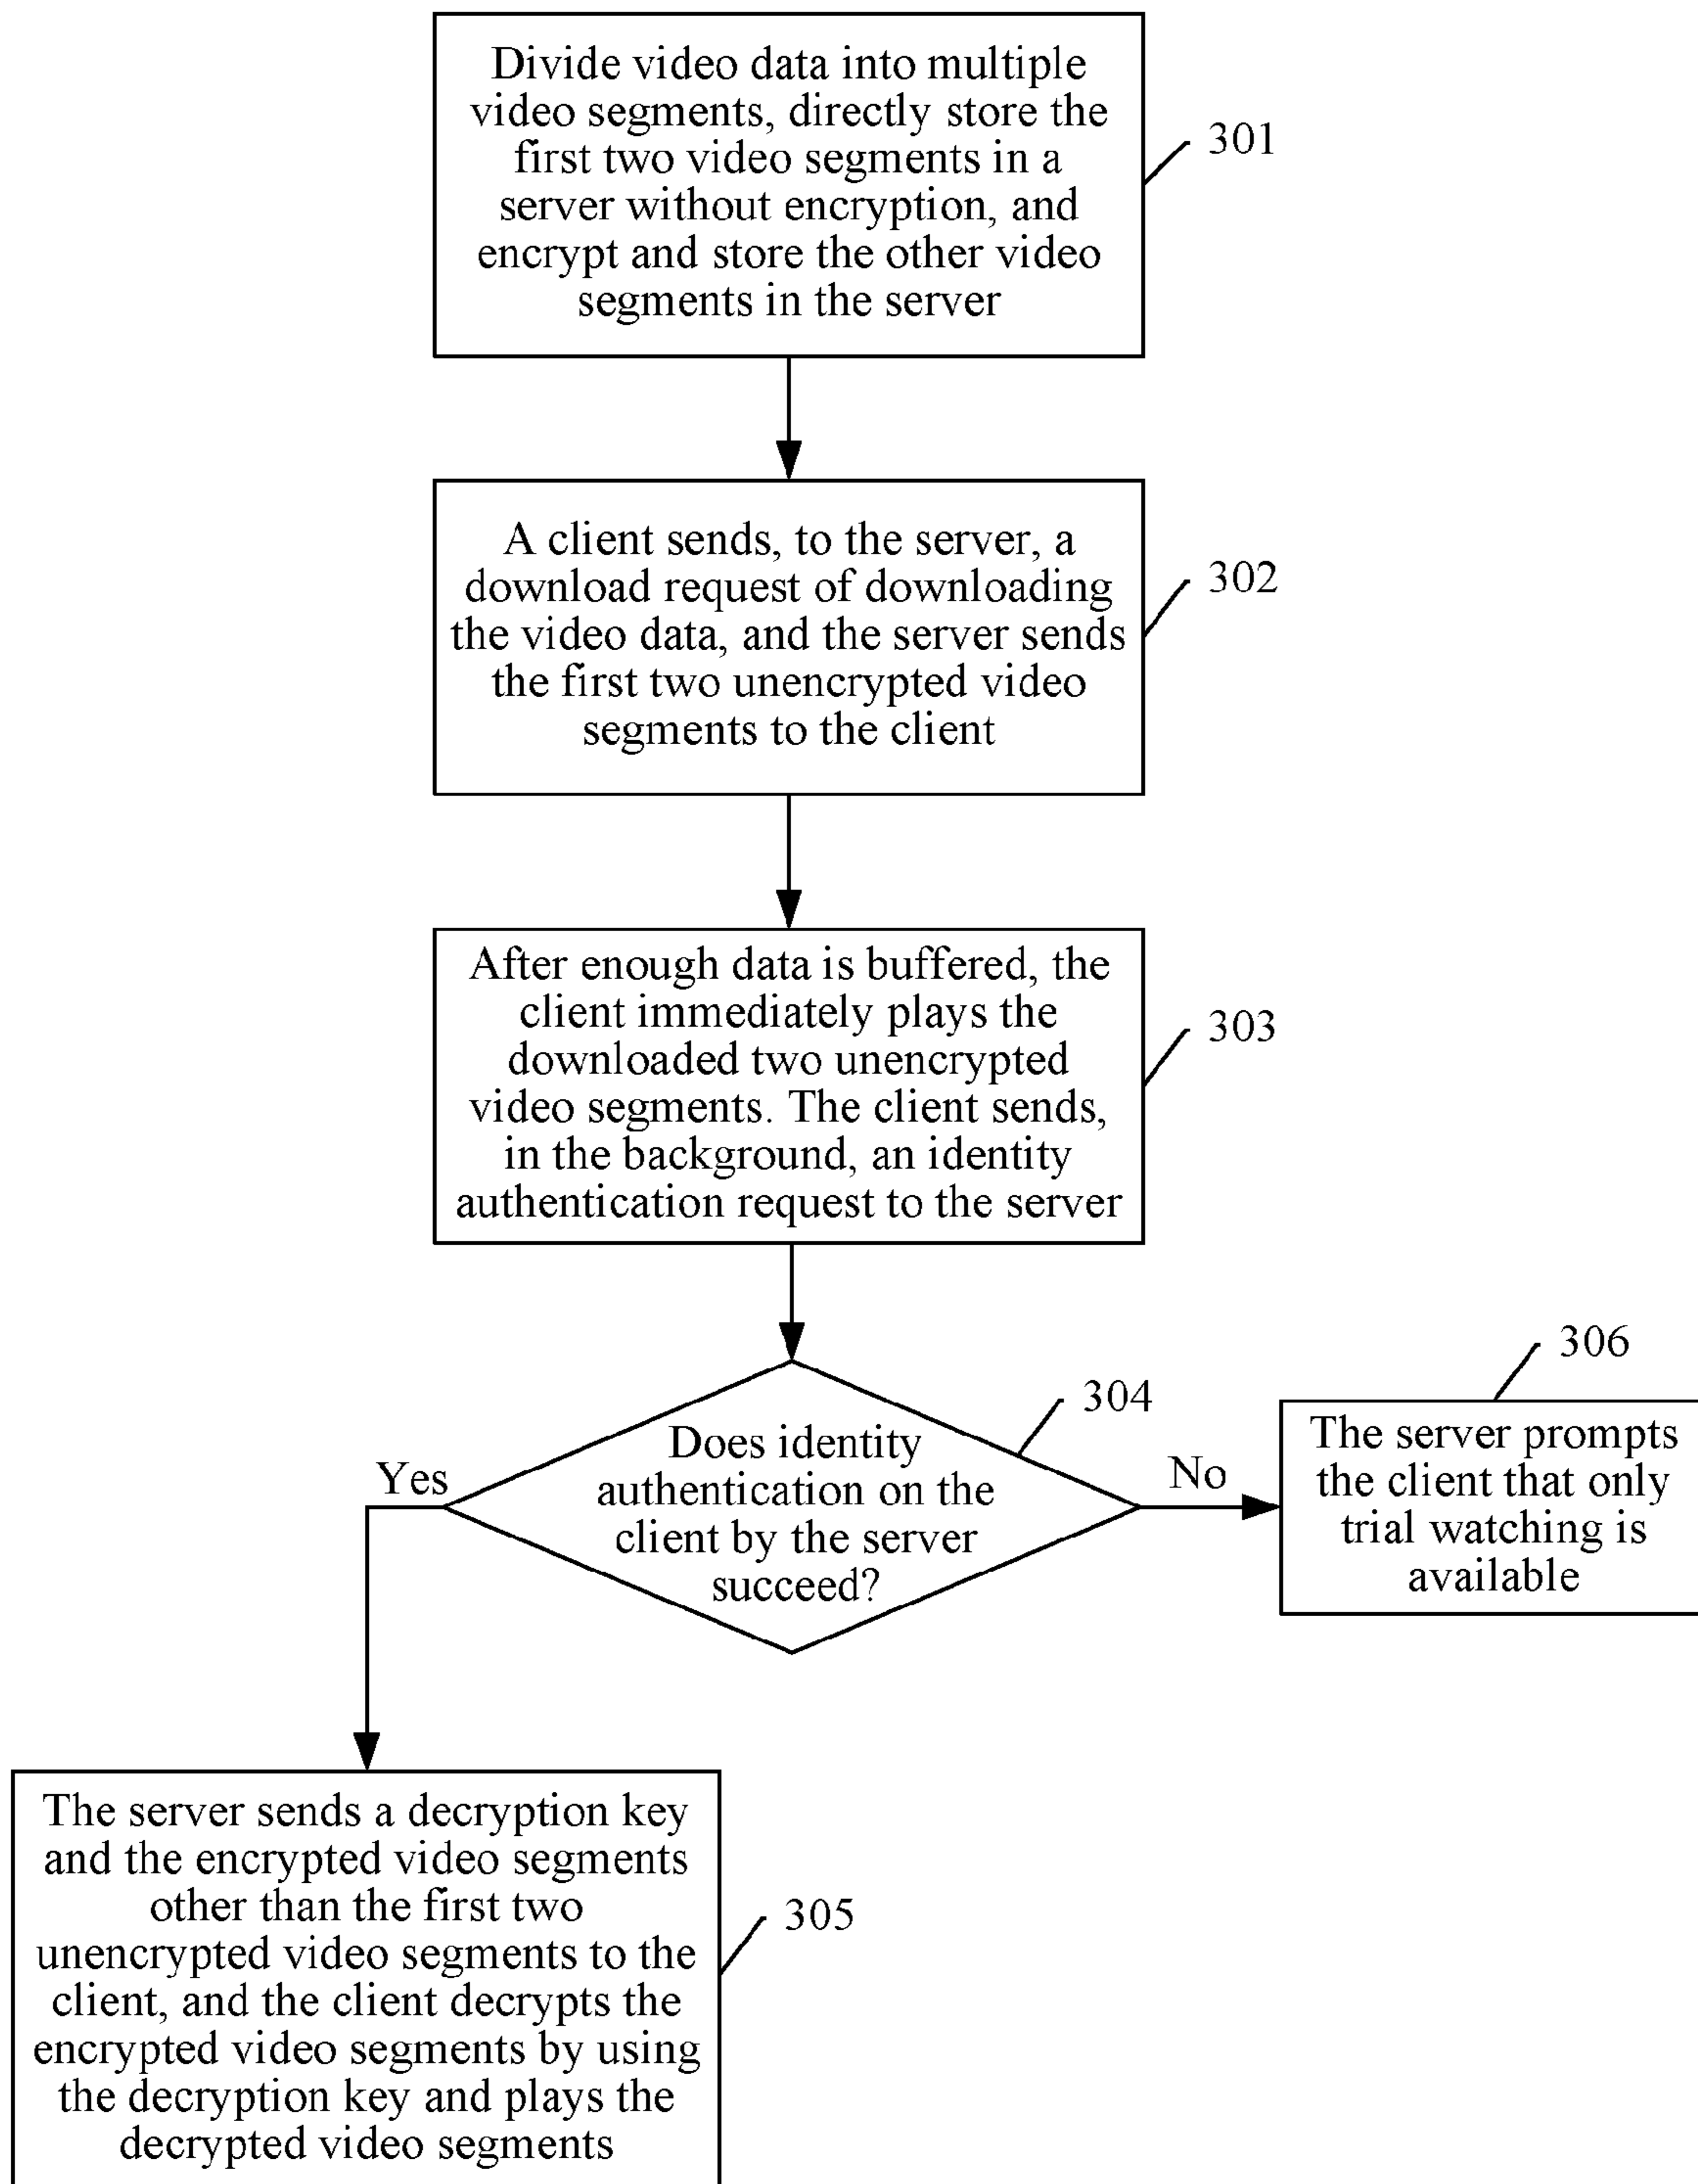 Divide video data into multiple
video segments, directly store the
first two video segments in a
server without encryption, and
encrypt and store the other video
segments in the server
301
A client sends, to the server, a
download request of downloading
the video data, and the server sends
the first two unencrypted video
segments to the client
302
After enough data is buffered, the
client immediately plays the
downloaded two unencrypted
video segments. The client sends,
in the background, an identity
authentication request to the server
303
304
Does identity
authentication on the
client by the server
succeed?
Yes
No
306
The server prompts
the client that only
trial watching is
available
The server sends a decryption key
and the encrypted video segments
other than the first two
unencrypted video segments to the
client, and the client decrypts the
encrypted video segments by using
the decryption key and plays the
decrypted video segments
305